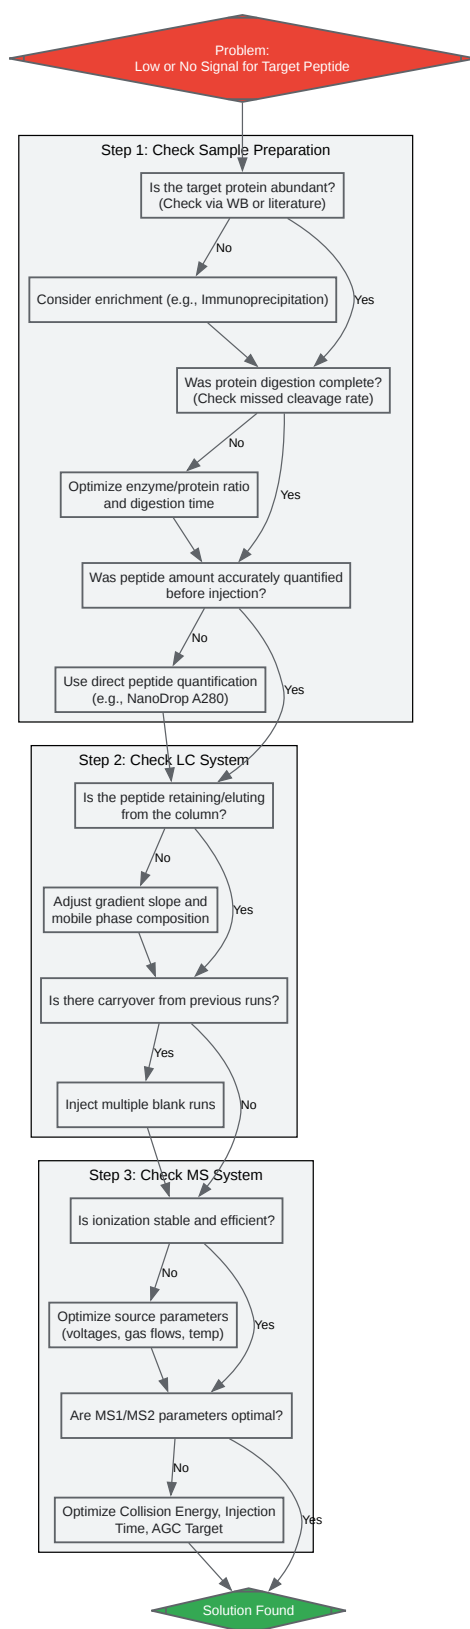 Problem:
Low or No Signal for Target Peptide
Step 1: Check Sample Preparation
Is the target protein abundant?
(Check via WB or literature)
No
Yes
Consider enrichment (e.g., Immunoprecipitation)
Was protein digestion complete?
(Check missed cleavage rate)
No
Yes
Optimize enzyme/protein ratio
and digestion time
Was peptide amount accurately quantified
before injection?
No
Yes
Use direct peptide quantification
(e.g., NanoDrop A280)
Step 2: Check LC System
Is the peptide retaining/eluting
from the column?
No
Yes
Adjust gradient slope and
mobile phase composition
Is there carryover from previous runs?
Yes
No
Inject multiple blank runs
Step 3: Check MS System
Is ionization stable and efficient?
No
Yes
Optimize source parameters
(voltages, gas flows, temp)
Are MS1/MS2 parameters optimal?
No
Yes
Optimize Collision Energy, Injection
Time, AGC Target
Solution Found